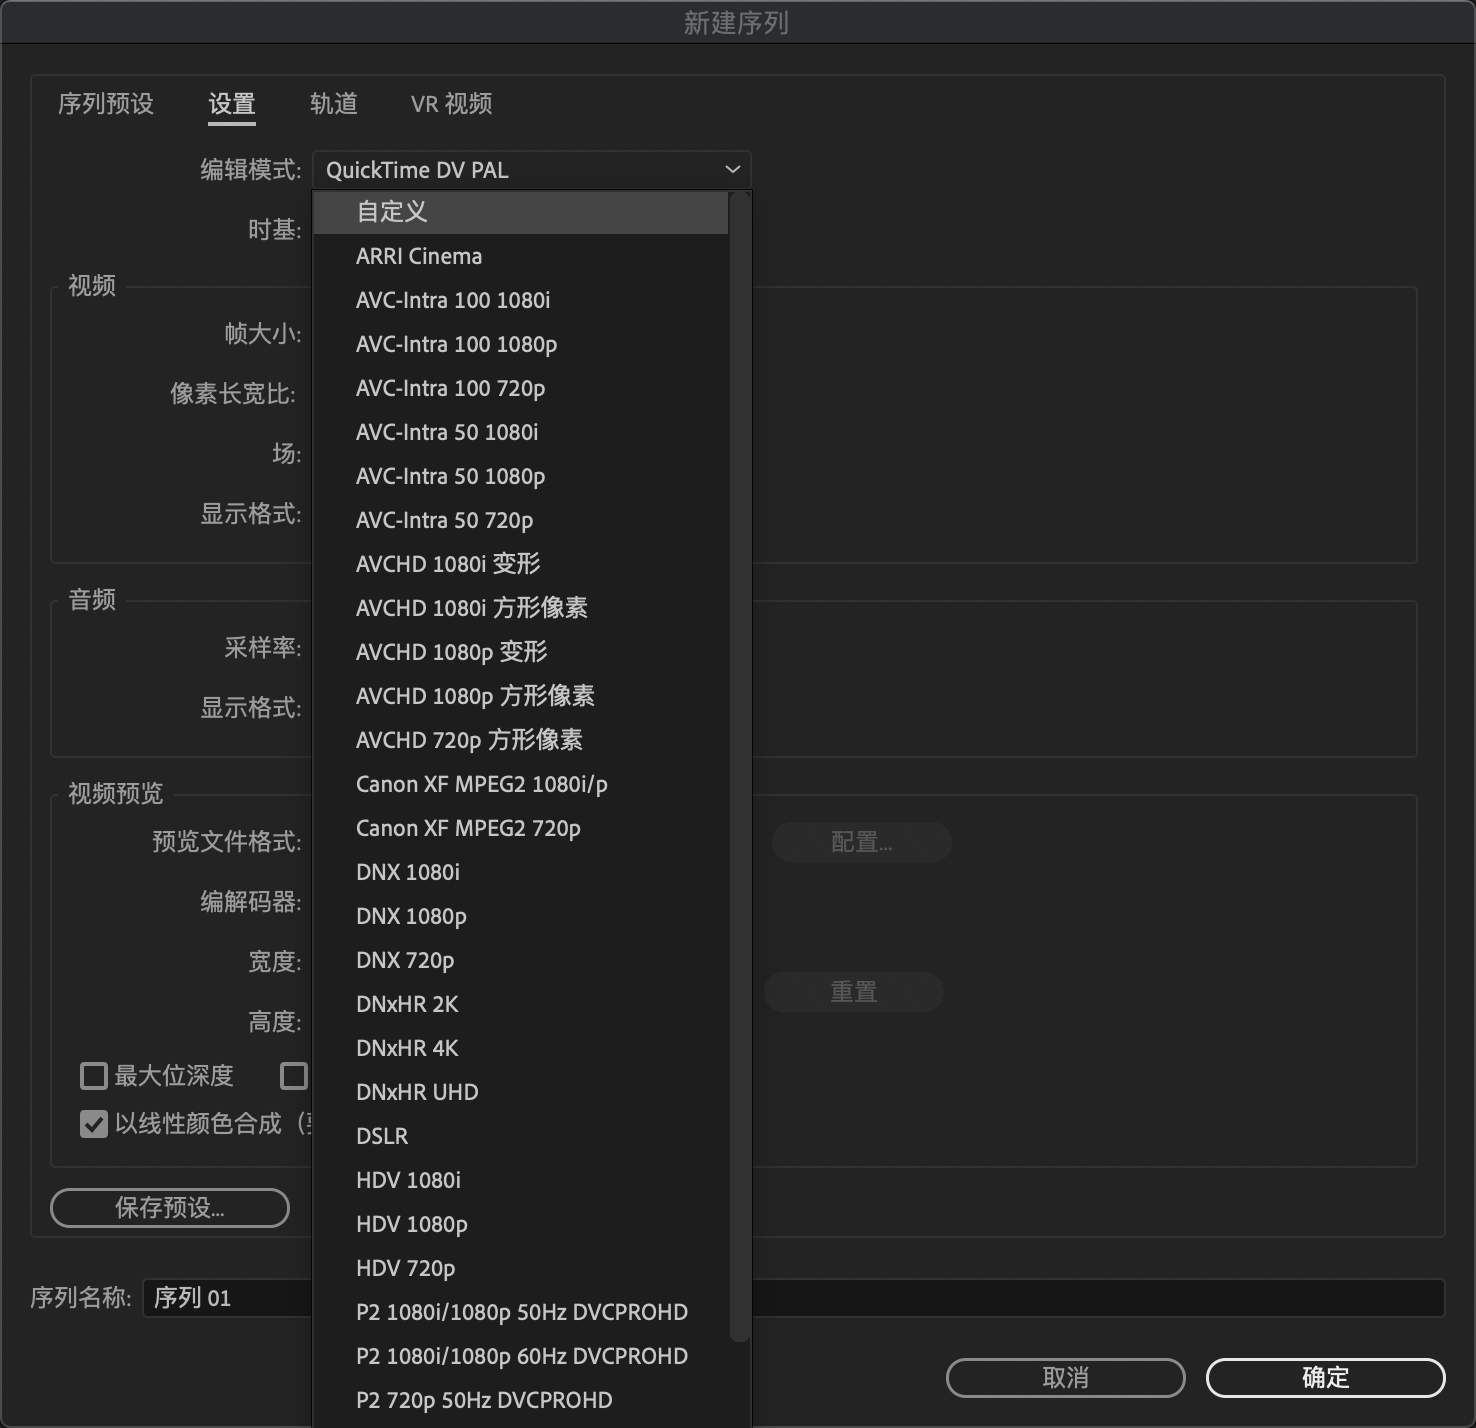 新建序列
序列预设 设置 轨道 VR 视频
编辑模式: QuickTime DV PAL
自定义
时基:
ARRI Cinema
视频
AVC-Intra 100 1080i
帧大小:
AVC-Intra 100 1080p
像素长宽比:
AVC-Intra 100 720p
AVC-Intra 50 1080i
场:
AVC-Intra 50 1080p
显示格式:
AVC-Intra 50 720p
AVCHD 1080i 变形
音频
AVCHD 1080i 方形像素
采样率:
AVCHD 1080p 变形
显示格式:
AVCHD 1080p 方形像素
AVCHD 720p 方形像素
视频预览
Canon XF MPEG2 1080i/p
预览文件格式: 配置...
Canon XF MPEG2 720p
DNX 1080i
编解码器:
DNX 1080p
宽度:
DNX 720p
重置
DNxHR 2K
高度:
DNxHR 4K
最大位深度
DNxHR UHD
以线性颜色合成（
DSLR
HDV 1080i
保存预设...
HDV 1080p
HDV 720p
序列名称: 序列 01
P2 1080i/1080p 50Hz DVCPROHD
P2 1080i/1080p 60Hz DVCPROHD
取消 确定
P2 720p 50Hz DVCPROHD